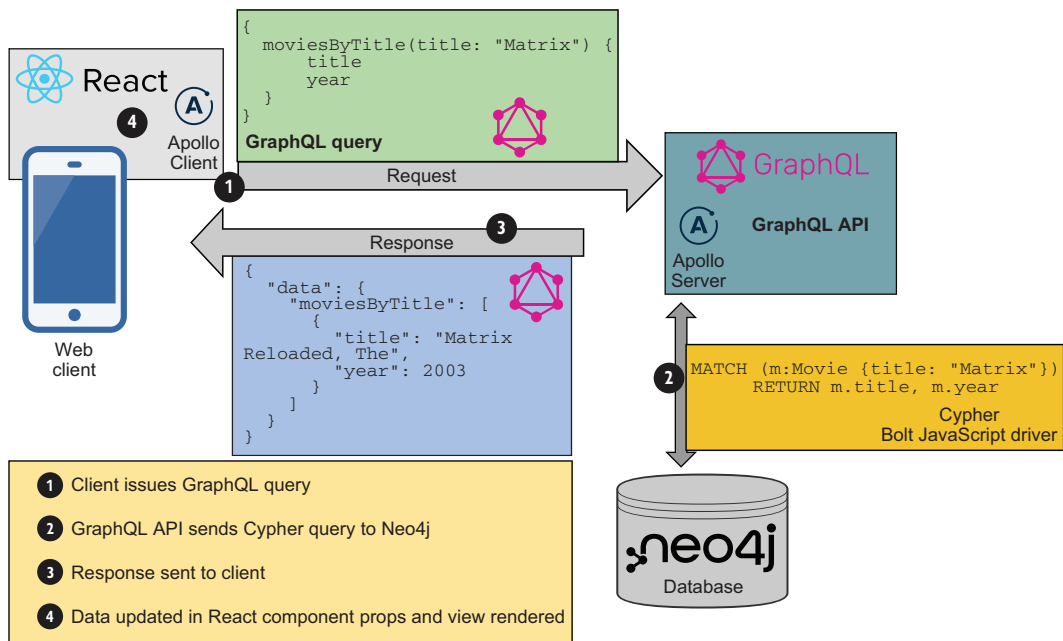 React
4
A
Apollo
Client
Web
client
{
moviesByTitle(title: "Matrix") {
title
year
}
}
GraphQL query
1
Request
3
Response
{
"data": {
"moviesByTitle": [
{
"title": "Matrix
Reloaded, The",
"year": 2003
}
]
}
}
GraphQL
A
GraphQL API
Apollo
Server
2
MATCH (m:Movie {title: "Matrix"})
RETURN m.title, m.year
Cypher
Bolt JavaScript driver
neo4j
Database
1 Client issues GraphQL query
2 GraphQL API sends Cypher query to Neo4j
3 Response sent to client
4 Data updated in React component props and view rendered